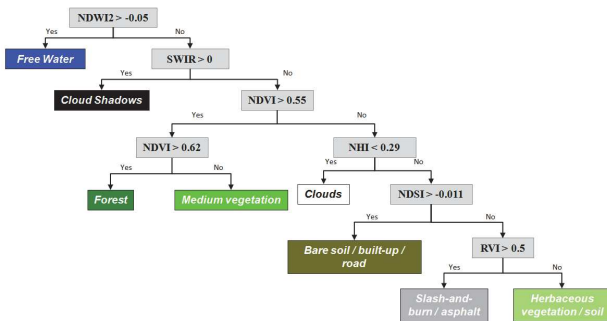 NDWI2 > -0.05
Yes
No
Free Water
SWIR > 0
Yes
No
Cloud Shadows
NDVI > 0.55
Yes
No
NDVI > 0.62
NHI < 0.29
Yes
No
Yes
No
Forest
Medium vegetation
Clouds
NDSI > -0.011
Yes
No
Bare soil / built-up /
road
RVI > 0.5
Yes
No
Slash-and-
burn / asphalt
Herbaceous
vegetation / soil